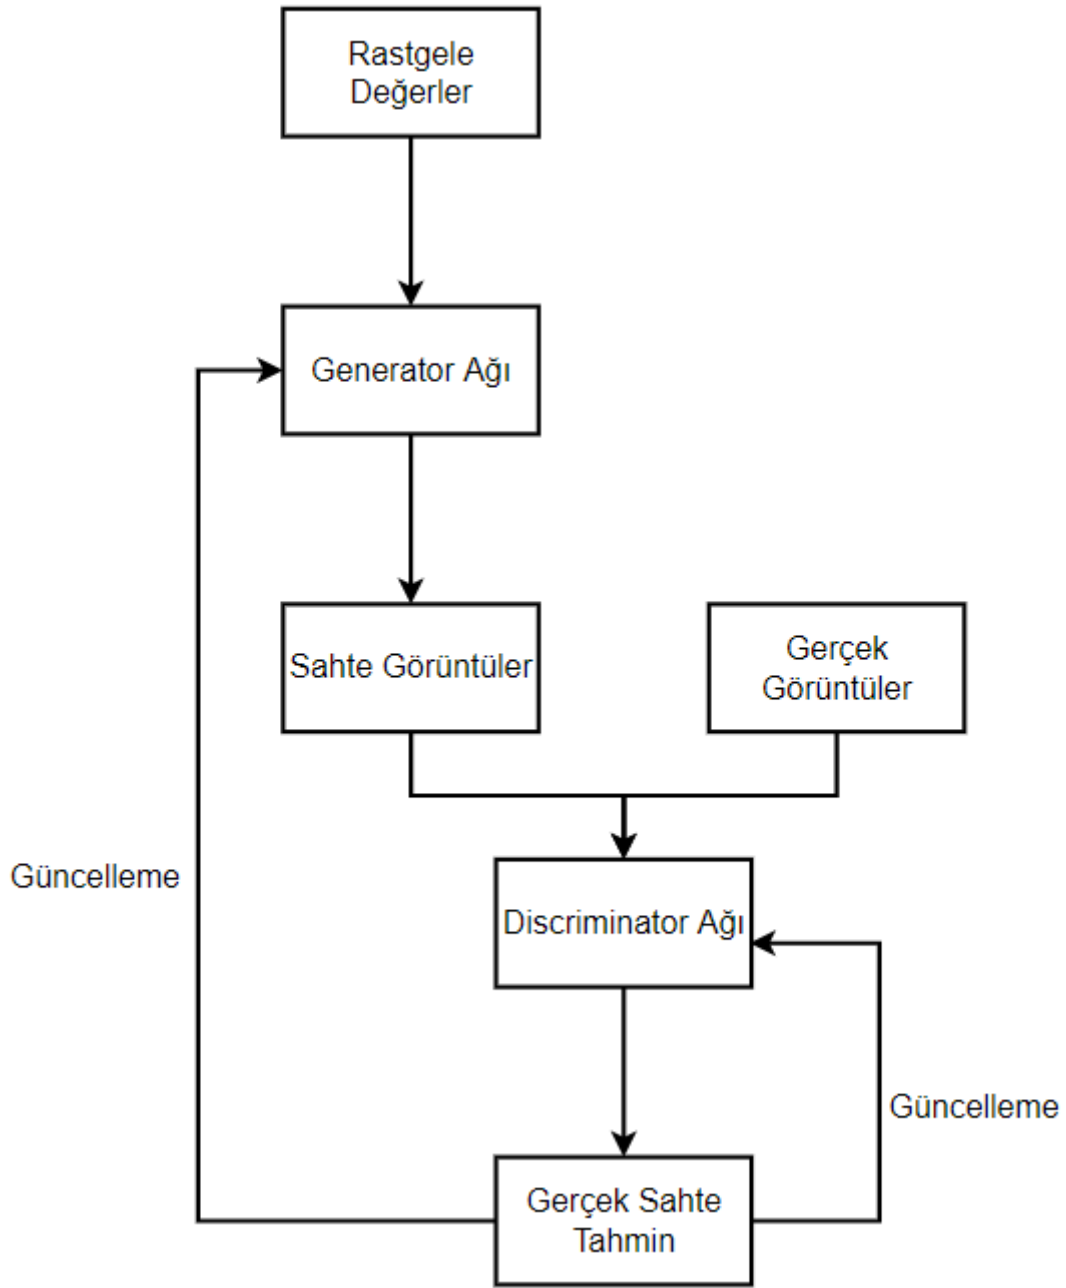 Rastgele
Değerler
Generator Ağı
Sahte Görüntüler
Gerçek
Görüntüler
Güncelleme
Discriminator Ağı
Güncelleme
Gerçek Sahte
Tahmin